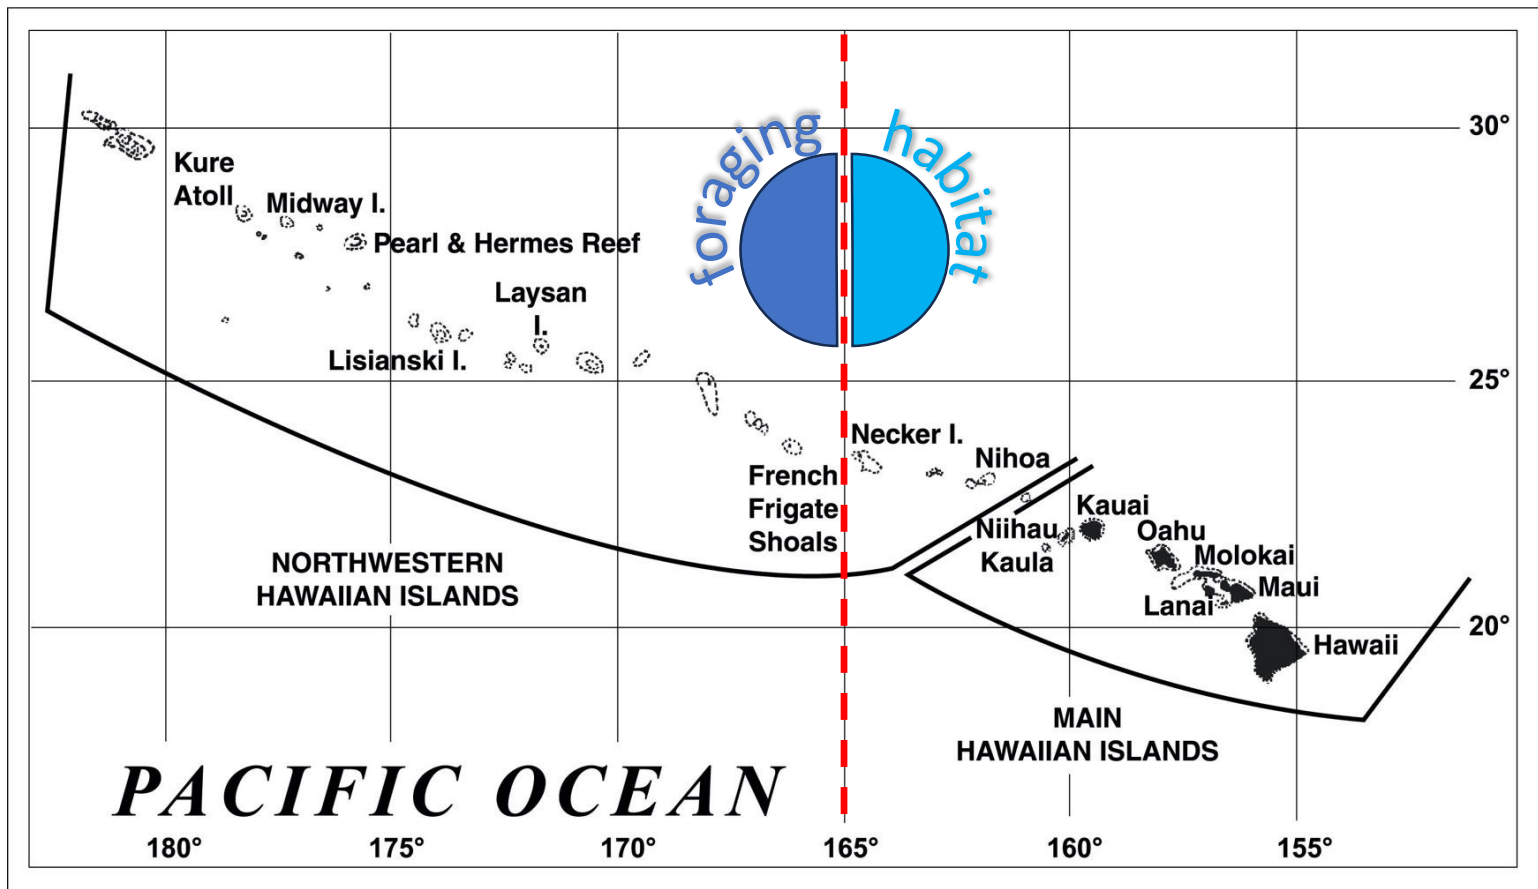 foraging
habitat
30°
Kure
Atoll
Midway I.
Pearl & Hermes Reef
Laysan
I.
Lisianski I.
25°
Necker I.
Nihoa
French
Frigate
Shoals
Kauai
Niihau
Oahu
Kaula
Molokai
Maui
Lanai
NORTHWESTERN
HAWAIIAN ISLANDS
20°
Hawaii
MAIN
HAWAIIAN ISLANDS
PACIFIC OCEAN
180° 175° 170° 165° 160° 155°